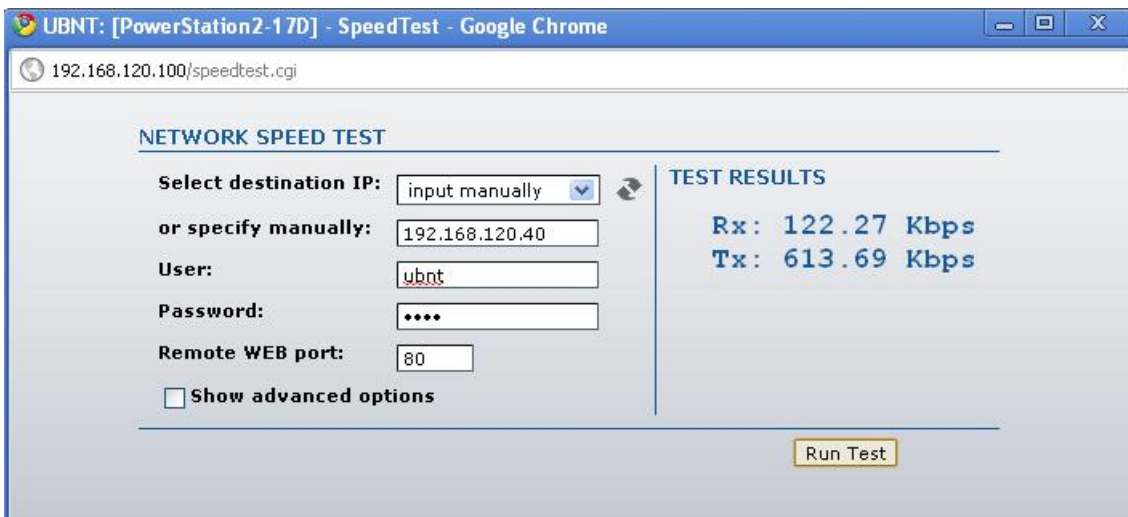 UBNT: [PowerStation2-17D] - SpeedTest - Google Chrome
192.168.120.100/speedtest.cgi
NETWORK SPEED TEST
Select destination IP: input manually
or specify manually: 192.168.120.40
User: ubnt
Password: ••••
Remote WEB port: 80
Show advanced options
TEST RESULTS
Rx: 122.27 Kbps
Tx: 613.69 Kbps
Run Test